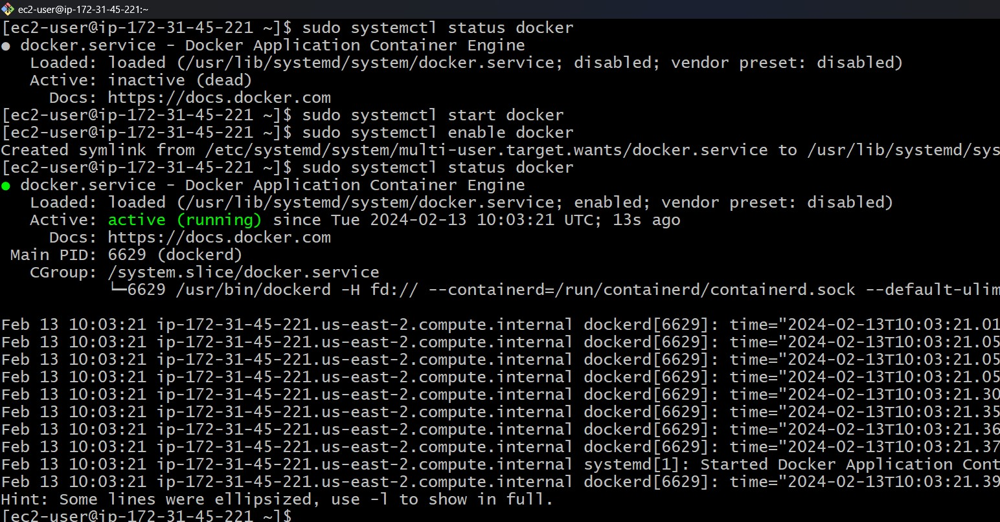 ec2-user@ip-172-31-45-221:~
[ec2-user@ip-172-31-45-221 ~]$ sudo systemctl status docker
● docker.service - Docker Application Container Engine
   Loaded: loaded (/usr/lib/systemd/system/docker.service; disabled; vendor preset: disabled)
   Active: inactive (dead)
     Docs: https://docs.docker.com
[ec2-user@ip-172-31-45-221 ~]$ sudo systemctl start docker
[ec2-user@ip-172-31-45-221 ~]$ sudo systemctl enable docker
Created symlink from /etc/systemd/system/multi-user.target.wants/docker.service to /usr/lib/systemd/sys
[ec2-user@ip-172-31-45-221 ~]$ sudo systemctl status docker
● docker.service - Docker Application Container Engine
   Loaded: loaded (/usr/lib/systemd/system/docker.service; enabled; vendor preset: disabled)
   Active: active (running) since Tue 2024-02-13 10:03:21 UTC; 13s ago
     Docs: https://docs.docker.com
 Main PID: 6629 (dockerd)
   CGroup: /system.slice/docker.service
           └─6629 /usr/bin/dockerd -H fd:// --containerd=/run/containerd/containerd.sock --default-ulim
Feb 13 10:03:21 ip-172-31-45-221.us-east-2.compute.internal dockerd[6629]: time="2024-02-13T10:03:21.01
Feb 13 10:03:21 ip-172-31-45-221.us-east-2.compute.internal dockerd[6629]: time="2024-02-13T10:03:21.05
Feb 13 10:03:21 ip-172-31-45-221.us-east-2.compute.internal dockerd[6629]: time="2024-02-13T10:03:21.05
Feb 13 10:03:21 ip-172-31-45-221.us-east-2.compute.internal dockerd[6629]: time="2024-02-13T10:03:21.05
Feb 13 10:03:21 ip-172-31-45-221.us-east-2.compute.internal dockerd[6629]: time="2024-02-13T10:03:21.30
Feb 13 10:03:21 ip-172-31-45-221.us-east-2.compute.internal dockerd[6629]: time="2024-02-13T10:03:21.35
Feb 13 10:03:21 ip-172-31-45-221.us-east-2.compute.internal dockerd[6629]: time="2024-02-13T10:03:21.36
Feb 13 10:03:21 ip-172-31-45-221.us-east-2.compute.internal dockerd[6629]: time="2024-02-13T10:03:21.37
Feb 13 10:03:21 ip-172-31-45-221.us-east-2.compute.internal systemd[1]: Started Docker Application Cont
Feb 13 10:03:21 ip-172-31-45-221.us-east-2.compute.internal dockerd[6629]: time="2024-02-13T10:03:21.39
Hint: Some lines were ellipsized, use -l to show in full.
[ec2-user@ip-172-31-45-221 ~]$